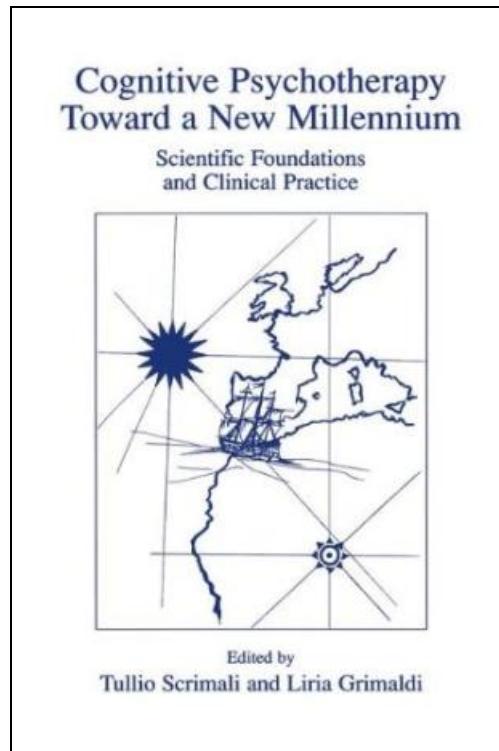 Cognitive Psychotherapy
Toward a New Millennium
Scientific Foundations
and Clinical Practice
Edited by
Tullio Scrimali and Liria Grimaldi